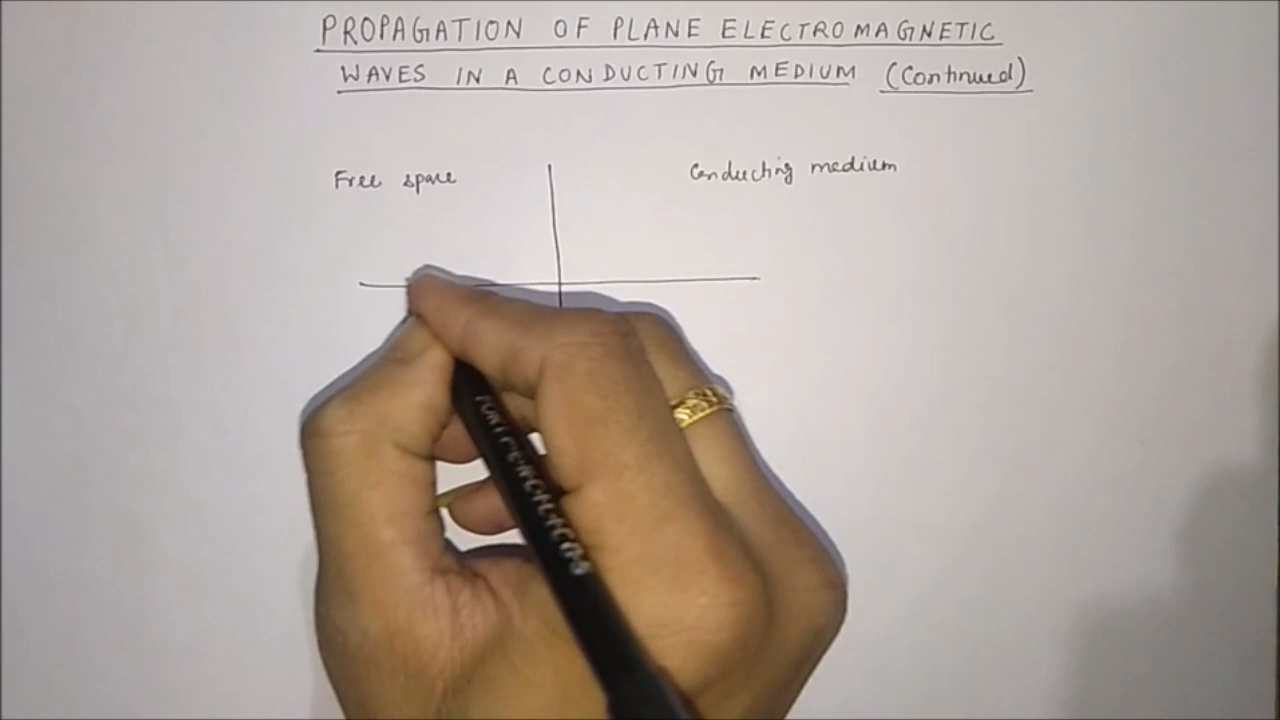 PROPAGATION OF PLANE ELECTROMAGNETIC
WAVES IN A CONDUCTING MEDIUM (Continued)
Free space
Conducting medium